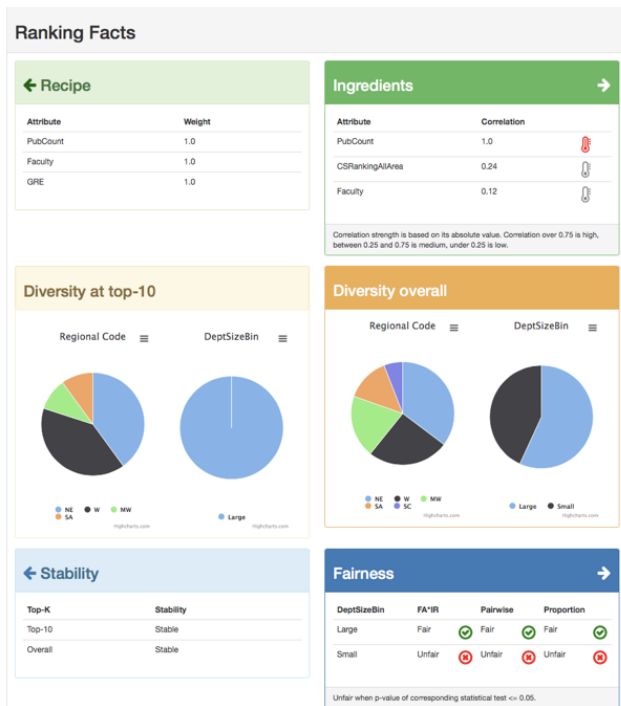 Ranking Facts
Recipe
Attribute Weight
PubCount 1.0
Faculty 1.0
GRE 1.0
Ingredients
Attribute Correlation
PubCount 1.0
CSRankingAllArea 0.24
Faculty 0.12
Correlation strength is based on its absolute value. Correlation over 0.75 is high,
between 0.25 and 0.75 is medium, under 0.25 is low.
Diversity at top-10
Regional Code DeptSizeBin
NE W MW
SA Large
Highcharts.com Highcharts.com
Diversity overall
Regional Code DeptSizeBin
NE W MW
SA SC Large Small
Highcharts.com Highcharts.com
Stability
Top-K Stability
Top-10 Stable
Overall Stable
Fairness
DeptSizeBin FA*IR Pairwise Proportion
Large Fair Fair Fair
Small Unfair Unfair Unfair
Unfair when p-value of corresponding statistical test <= 0.05.